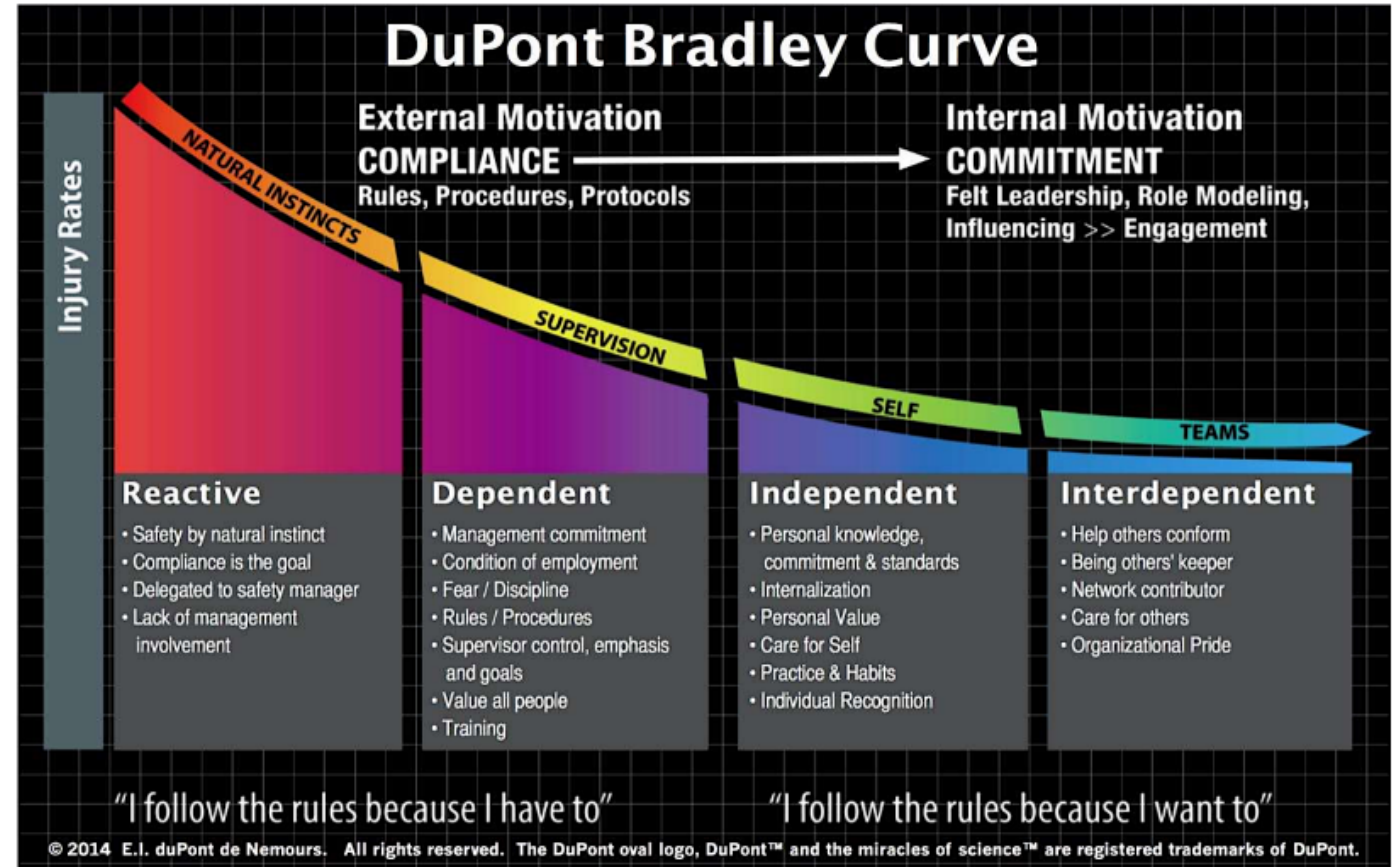 DuPont Bradley Curve
External Motivation
COMPLIANCE
Rules, Procedures, Protocols
Internal Motivation
COMMITMENT
Felt Leadership, Role Modeling,
Influencing >> Engagement
Injury Rates
NATURAL INSTINCTS
SUPERVISION
SELF
TEAMS
Reactive
• Safety by natural instinct
• Compliance is the goal
• Delegated to safety manager
• Lack of management
involvement
Dependent
• Management commitment
• Condition of employment
• Fear / Discipline
• Rules / Procedures
• Supervisor control, emphasis
and goals
• Value all people
• Training
Independent
• Personal knowledge,
commitment & standards
• Internalization
• Personal Value
• Care for Self
• Practice & Habits
• Individual Recognition
Interdependent
• Help others conform
• Being others' keeper
• Network contributor
• Care for others
• Organizational Pride
“I follow the rules because I have to”
“I follow the rules because I want to”
© 2014 E.I. duPont de Nemours. All rights reserved. The DuPont oval logo, DuPont™ and the miracles of science™ are registered trademarks of DuPont.